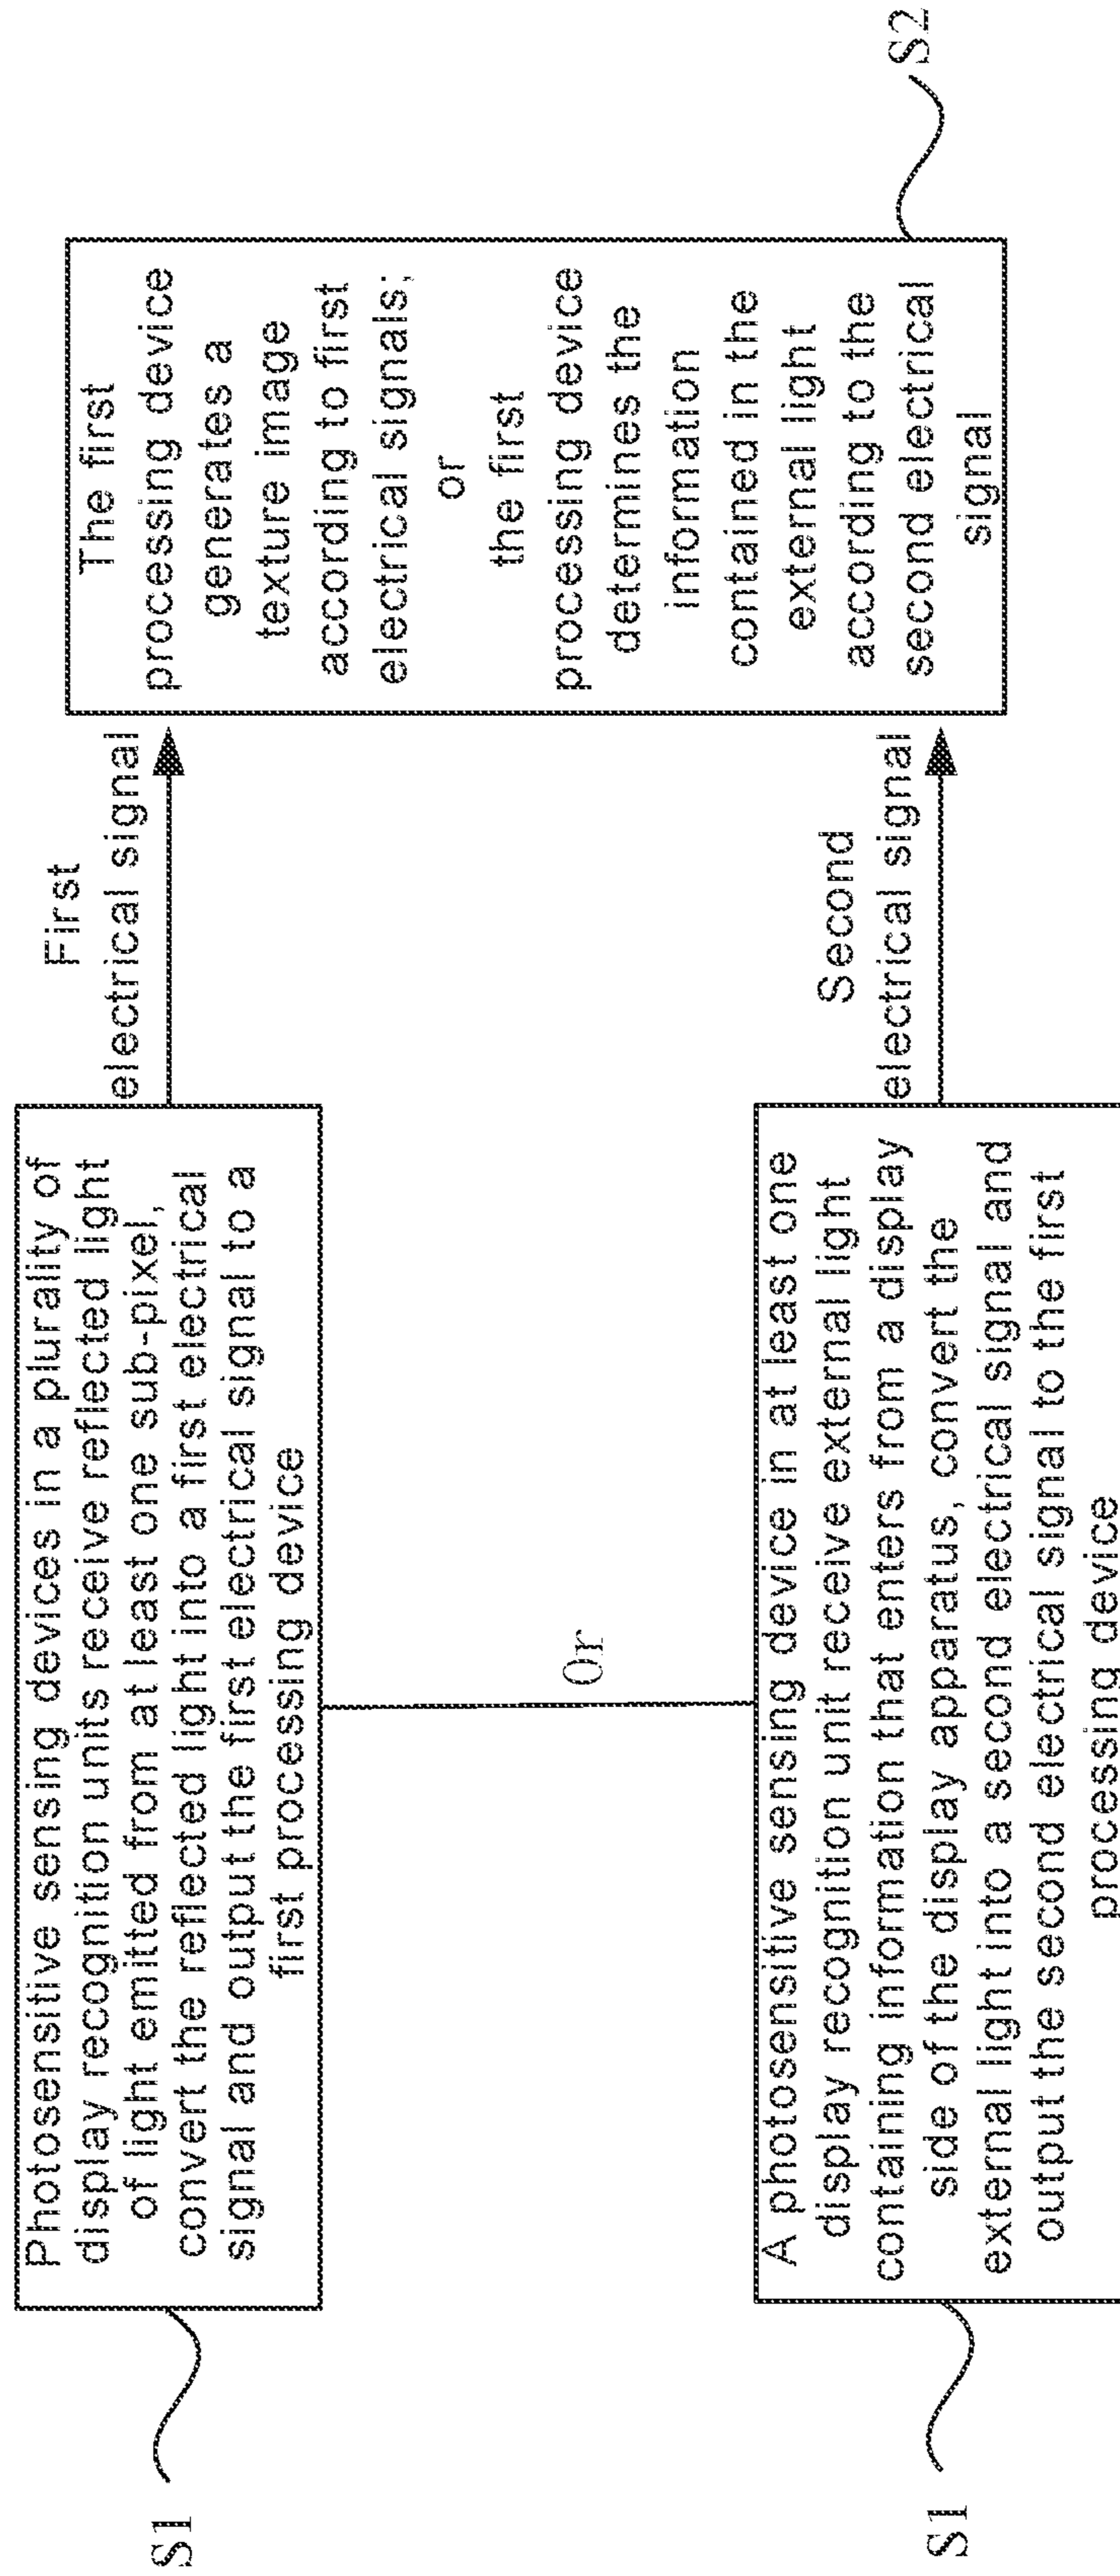 S1
Photosensitive sensing devices in a plurality of
display recognition units receive reflected light
of light emitted from at least one sub-pixel,
convert the reflected light into a first electrical
signal and output the first electrical signal to a
first processing device
First
electrical signal
Or
S1
A photosensitive sensing device in at least one
display recognition unit receive external light
containing information that enters from a display
side of the display apparatus, convert the
external light into a second electrical signal and
output the second electrical signal to the first
processing device
Second
electrical signal
The first
processing device
generates a
texture image
according to first
electrical signals;
or
the first
processing device
determines the
information
contained in the
external light
according to the
second electrical
signal
S2